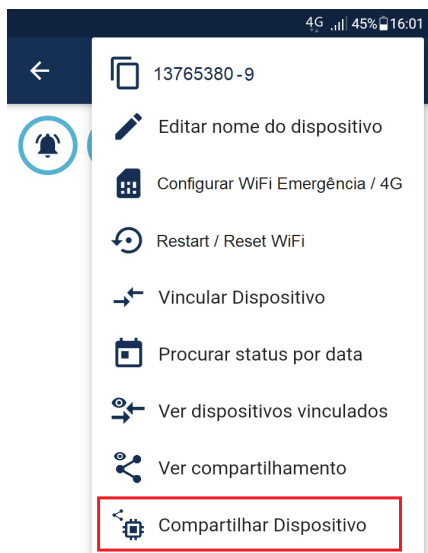 4G 45% 16:01
13765380-9
Editar nome do dispositivo
Configurar WiFi Emergência / 4G
Restart / Reset WiFi
Vincular Dispositivo
Procurar status por data
Ver dispositivos vinculados
Ver compartilhamento
Compartilhar Dispositivo